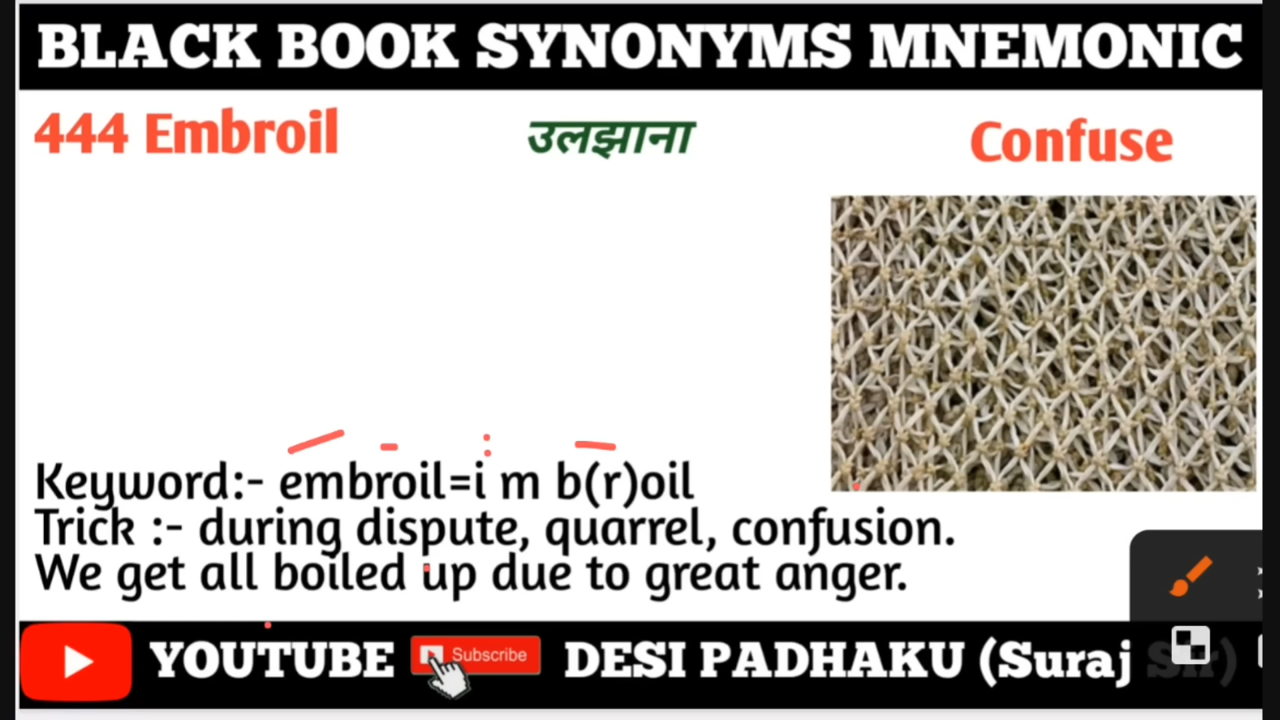 BLACK BOOK SYNONYMS MNEMONIC
444 Embroil उलझाना Confuse
Keyword:- embroil=i m b(r)oil
Trick :- during dispute, quarrel, confusion.
We get all boiled up due to great anger.
YOUTUBE Subscribe DESI PADHAKU (Suraj Sir)